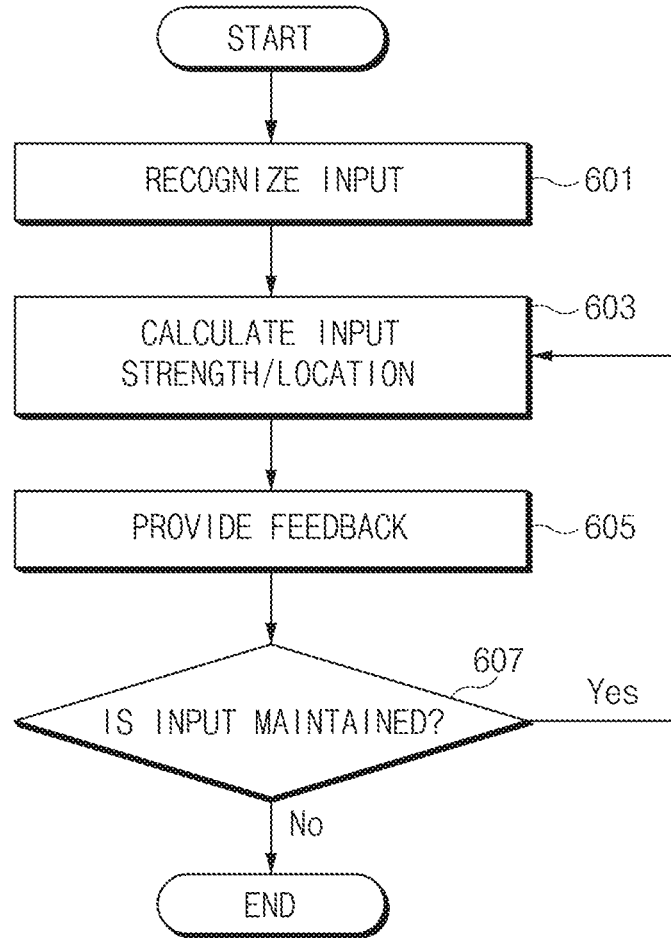 START
RECOGNIZE INPUT
601
CALCULATE INPUT
STRENGTH/LOCATION
603
PROVIDE FEEDBACK
605
IS INPUT MAINTAINED?
607
Yes
No
END